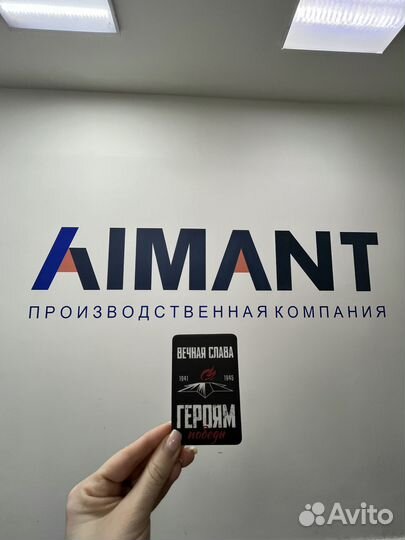 AIMANT
ПРОИЗВОДСТВЕННАЯ КОМПАНИЯ
ВЕЧНАЯ СЛАВА
1941 1945
ГЕРОЯМ
победы
Avito